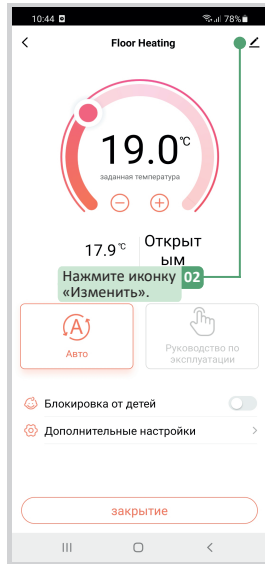 10:44 78%
Floor Heating
19.0℃
заданная температура
17.9℃
Открыт
ым
Нажмите иконку 02
«Изменить».
A
Авто
Руководство по
эксплуатации
Блокировка от детей
Дополнительные настройки
закрытие